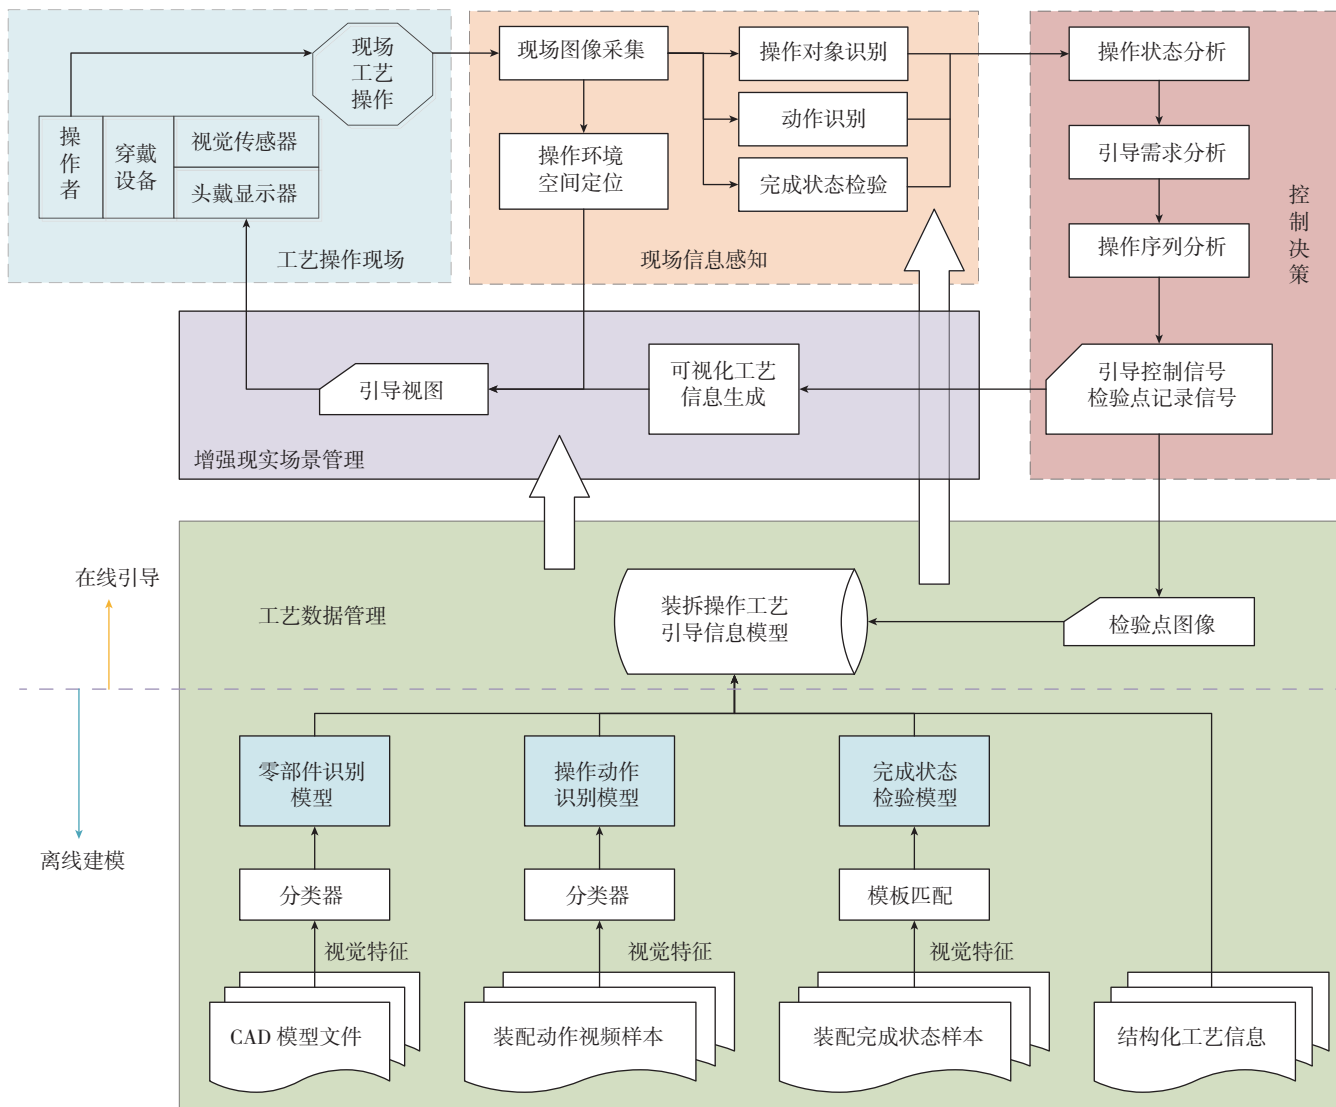 现场
工艺
操作
操
作
者
穿戴
设备
视觉传感器
头戴显示器
工艺操作现场
现场图像采集
操作环境
空间定位
操作对象识别
动作识别
完成状态检验
现场信息感知
操作状态分析
引导需求分析
操作序列分析
引导控制信号
检验点记录信号
控
制
决
策
引导视图
可视化工艺
信息生成
增强现实场景管理
在线引导
离线建模
工艺数据管理
装拆操作工艺
引导信息模型
检验点图像
零部件识别
模型
操作动作
识别模型
完成状态
检验模型
分类器
分类器
模板匹配
视觉特征
视觉特征
视觉特征
CAD 模型文件
装配动作视频样本
装配完成状态样本
结构化工艺信息